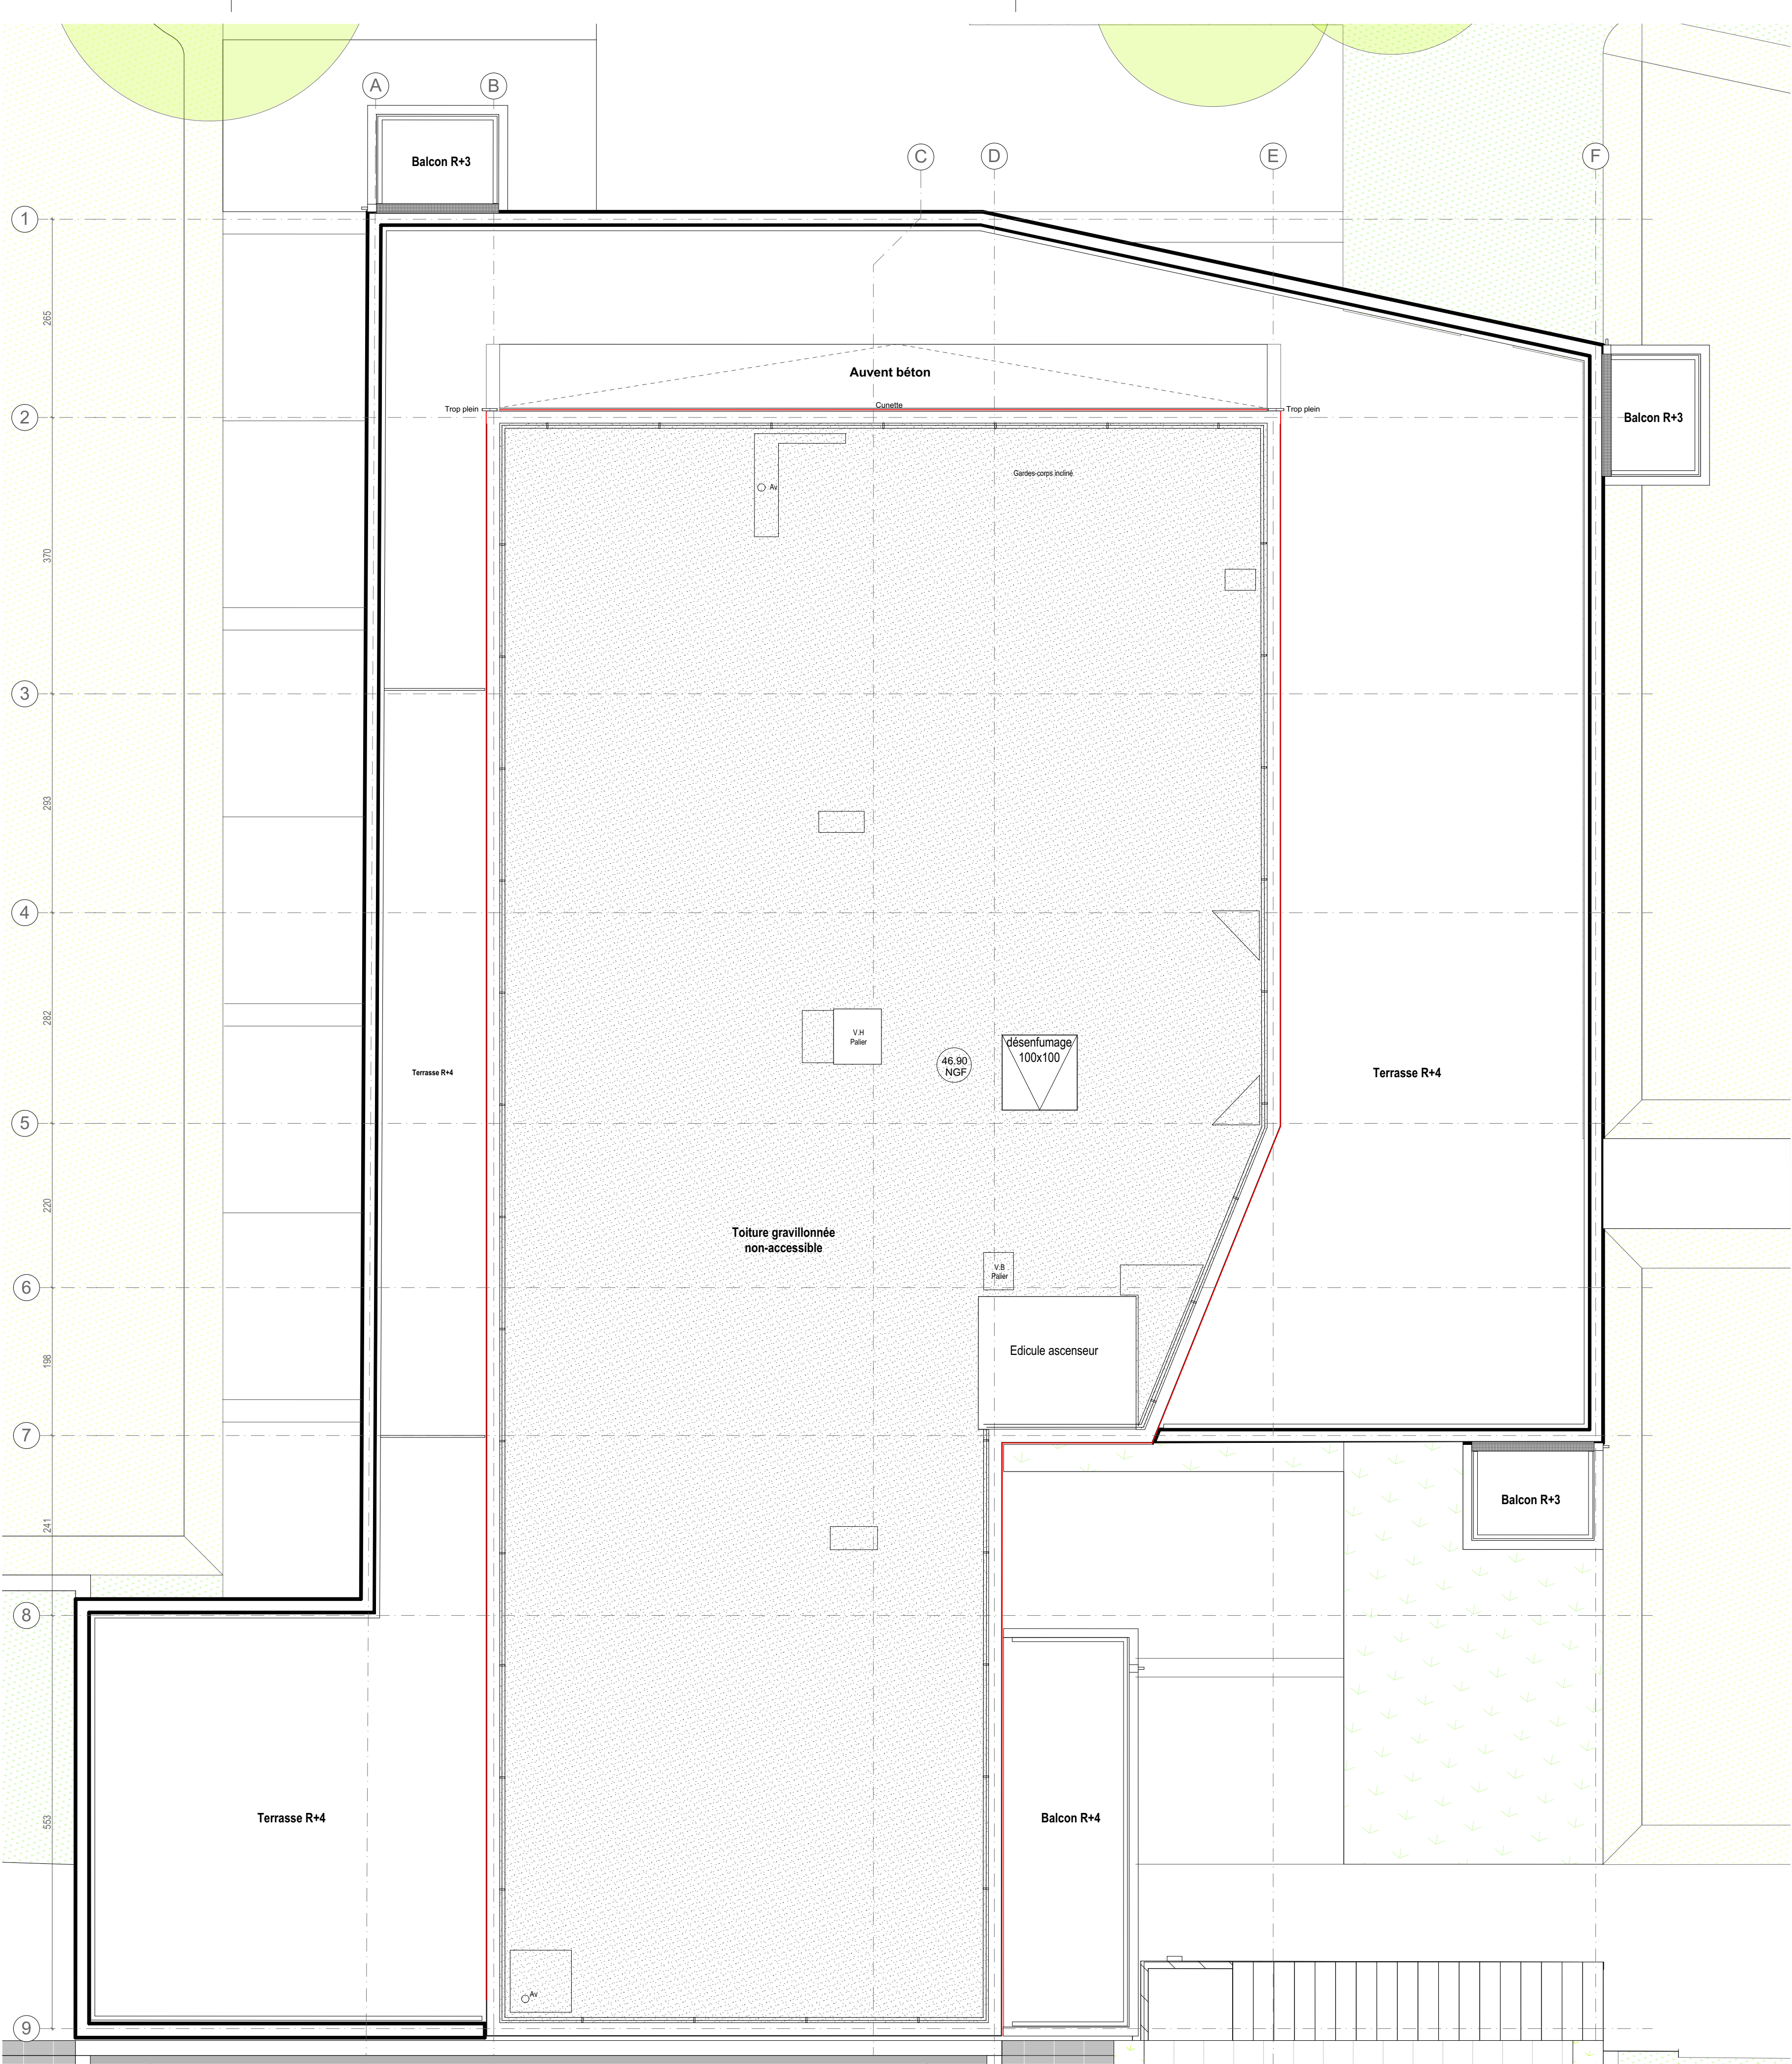 A
B
Balcon R+3
C
D
E
F
1
265
Auvent béton
Cunette
Trop plein
Trop plein
2
Balcon R+3
Gardes-corps incliné
Av
370
3
293
4
282
V.H
Palier
46.90
NGF
désenfumage
100x100
Terrasse R+4
Terrasse R+4
5
220
Toiture gravillonnée
non-accessible
V.B
Palier
6
Edicule ascenseur
198
7
Balcon R+3
241
8
Terrasse R+4
Balcon R+4
553
Av
9